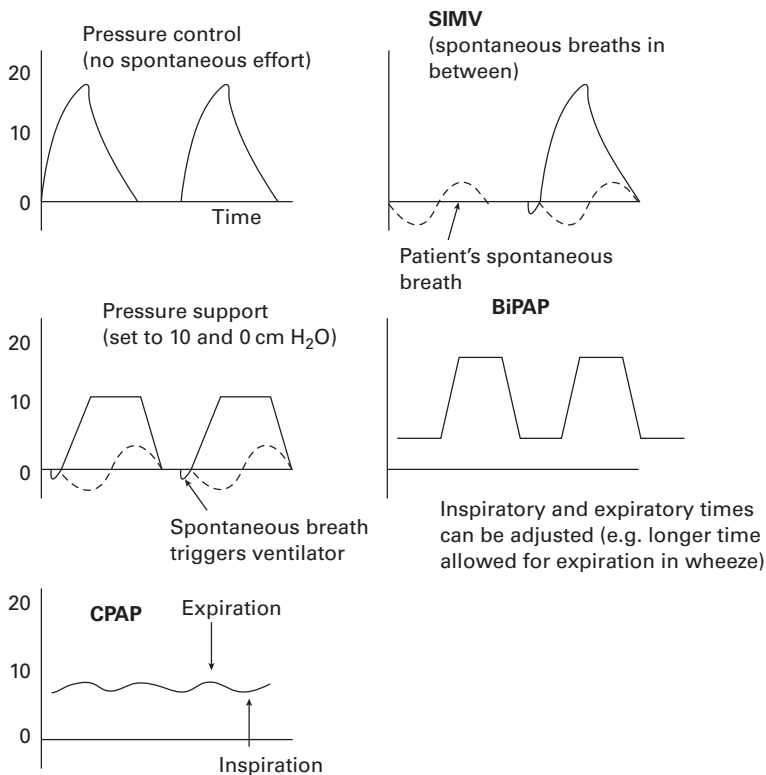 Pressure control
(no spontaneous effort)
20
10
0
Time
SIMV
(spontaneous breaths in
between)
Patient's spontaneous
breath
Pressure support
(set to 10 and 0 cm H₂O)
20
10
0
Spontaneous breath
triggers ventilator
BiPAP
Inspiratory and expiratory times
can be adjusted (e.g. longer time
allowed for expiration in wheeze)
20
10
0
CPAP
Expiration
Inspiration